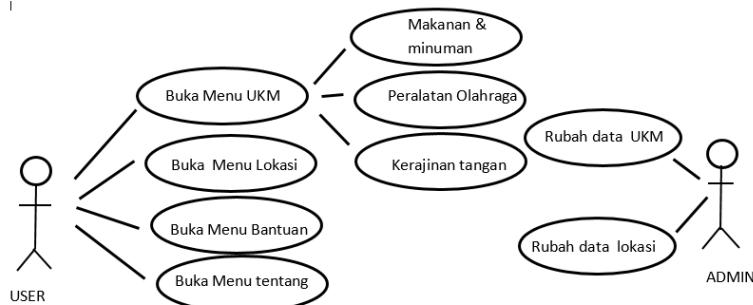 Makanan &
minuman
Buka Menu UKM
Peralatan Olahraga
Rubah data UKM
Buka Menu Lokasi
Kerajinan tangan
Buka Menu Bantuan
Rubah data lokasi
Buka Menu tentang
USER
ADMIN